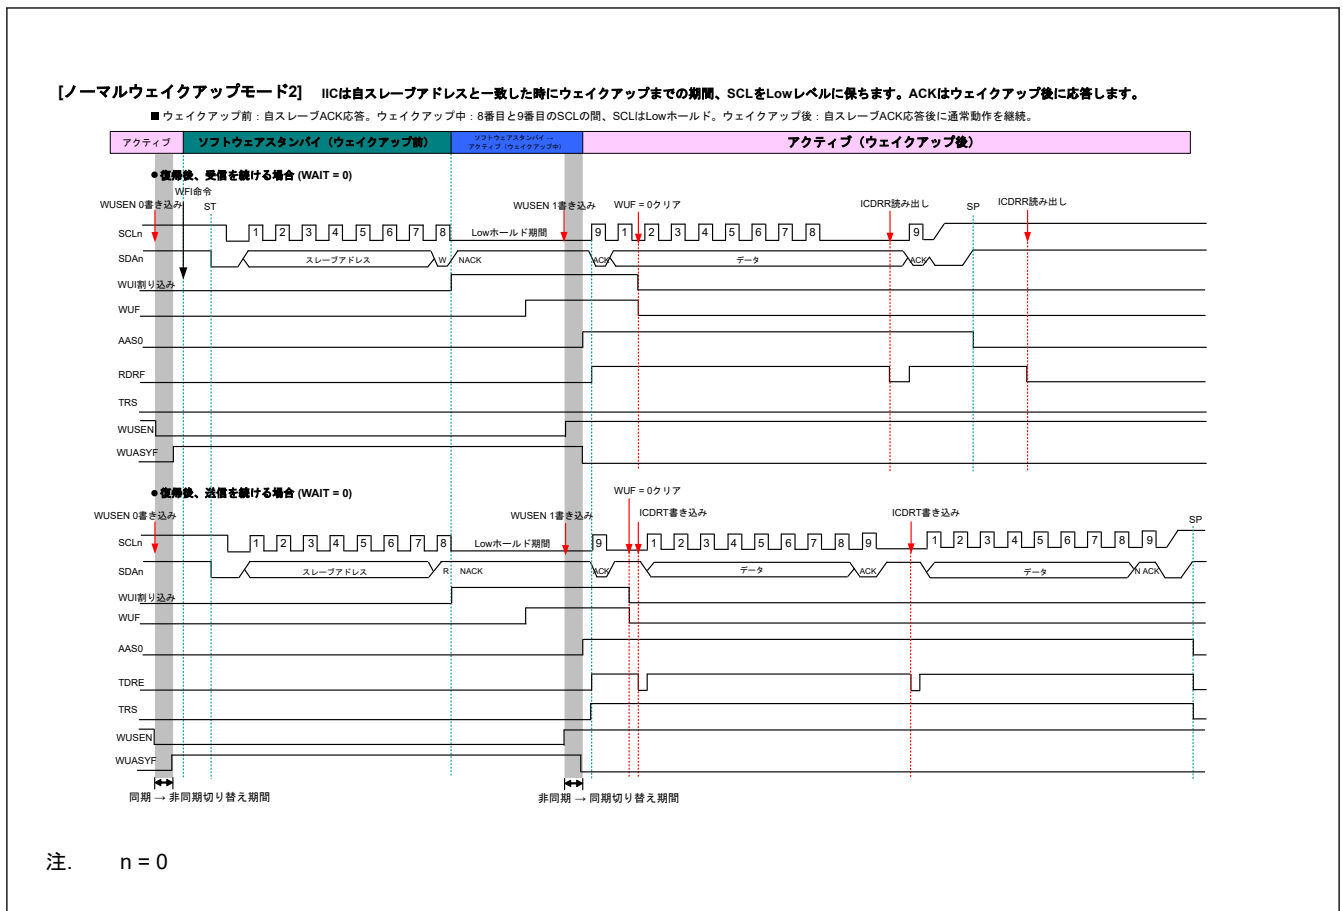 [ノーマルウェイクアップモード2] IICは自スレーブアドレスと一致した時にウェイクアップまでの期間、SCLをLowレベルに保ちます。ACKはウェイクアップ後に応答します。
■ ウェイクアップ前：自スレーブACK応答。ウェイクアップ中：8番目と9番目のSCLの間、SCLはLowホールド。ウェイクアップ後：自スレーブACK応答後に通常動作を継続。
アクティブ ソフトウェアスタンバイ（ウェイクアップ前） ソフトウェアスタンバイ → アクティブ（ウェイクアップ中） アクティブ（ウェイクアップ後）
● 復帰後、受信を続ける場合 (WAIT = 0)
WFI命令
WUSEN 0書き込み ST WUSEN 1書き込み WUF = 0クリア ICDRR読み出し SP ICDRR読み出し
SCLn 1 2 3 4 5 6 7 8 Lowホールド期間 9 1 2 3 4 5 6 7 8 9
SDAn スレーブアドレス W NACK ACK データ ACK
WUI割り込み
WUF
AAS0
RDRF
TRS
WUSEN
WUASYF
● 復帰後、送信を続ける場合 (WAIT = 0)
WUF = 0クリア
WUSEN 0書き込み WUSEN 1書き込み ICDRT書き込み ICDRT書き込み SP
SCLn 1 2 3 4 5 6 7 8 Lowホールド期間 9 1 2 3 4 5 6 7 8 9 1 2 3 4 5 6 7 8 9
SDAn スレーブアドレス R NACK ACK データ ACK データ N ACK
WUI割り込み
WUF
AAS0
TDRE
TRS
WUSEN
WUASYF
同期 → 非同期切り替え期間 非同期 → 同期切り替え期間
注. n = 0